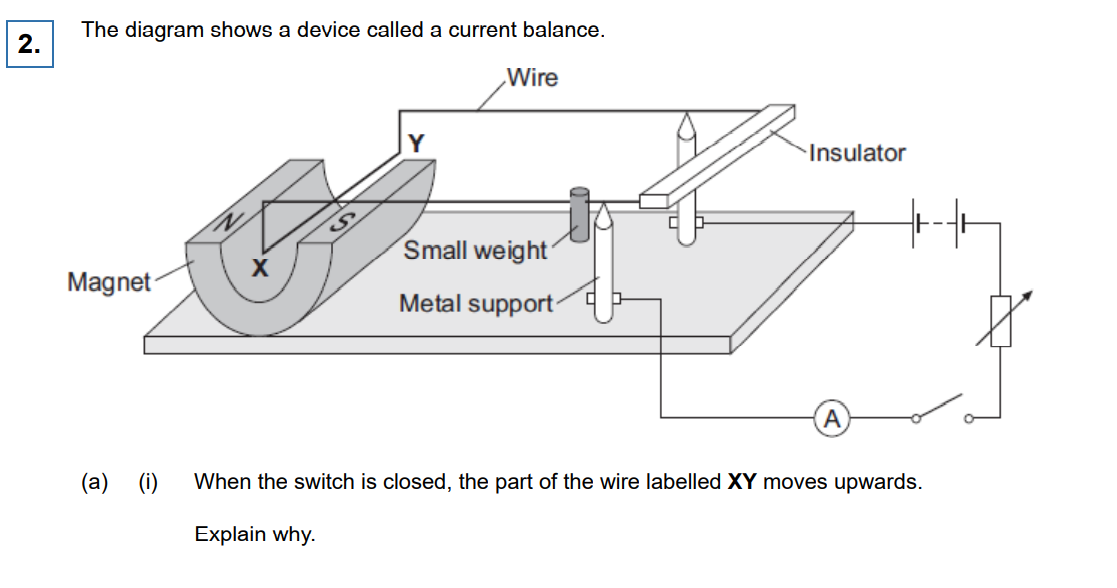 2.
The diagram shows a device called a current balance.
Wire
Y
Insulator
N
S
Small weight
X
Magnet
Metal support
A
(a) (i) When the switch is closed, the part of the wire labelled XY moves upwards.
Explain why.